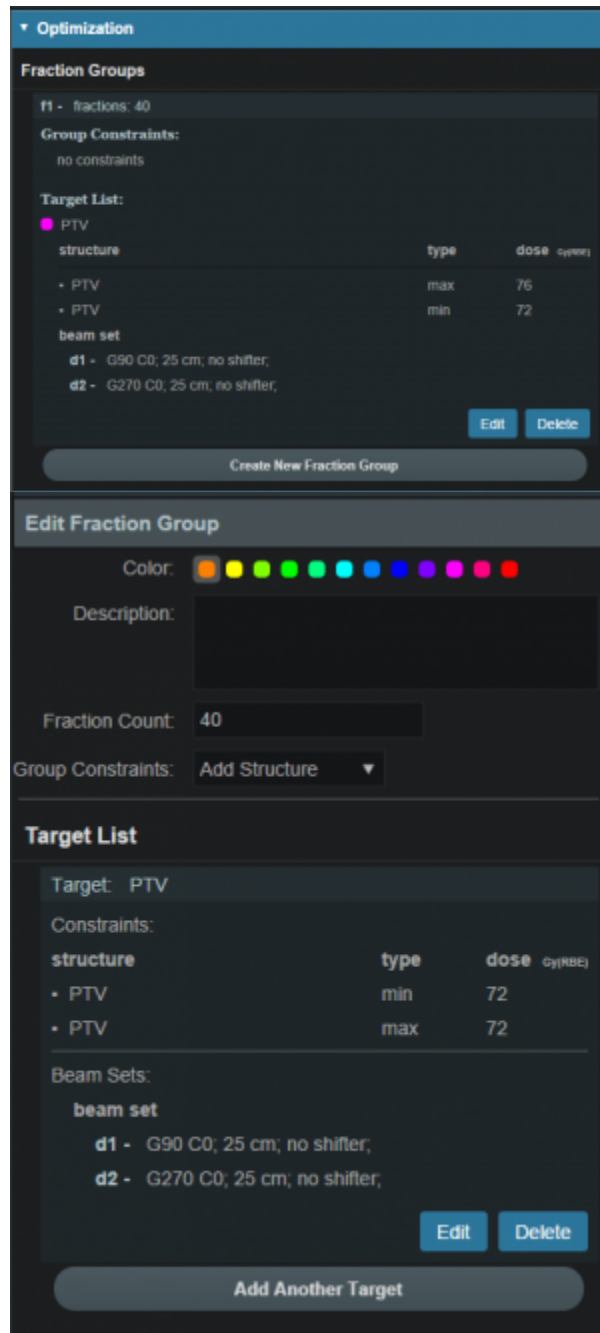 Optimization
Fraction Groups
f1 - fractions: 40
Group Constraints:
no constraints
Target List:
PTV
structure type dose Gy(RBE)
• PTV max 76
• PTV min 72
beam set
d1 - G90 C0; 25 cm; no shifter;
d2 - G270 C0; 25 cm; no shifter;
Edit Delete
Create New Fraction Group
Edit Fraction Group
Color:
Description:
Fraction Count: 40
Group Constraints: Add Structure
Target List
Target: PTV
Constraints:
structure type dose Gy(RBE)
• PTV min 72
• PTV max 72
Beam Sets:
beam set
d1 - G90 C0; 25 cm; no shifter;
d2 - G270 C0; 25 cm; no shifter;
Edit Delete
Add Another Target